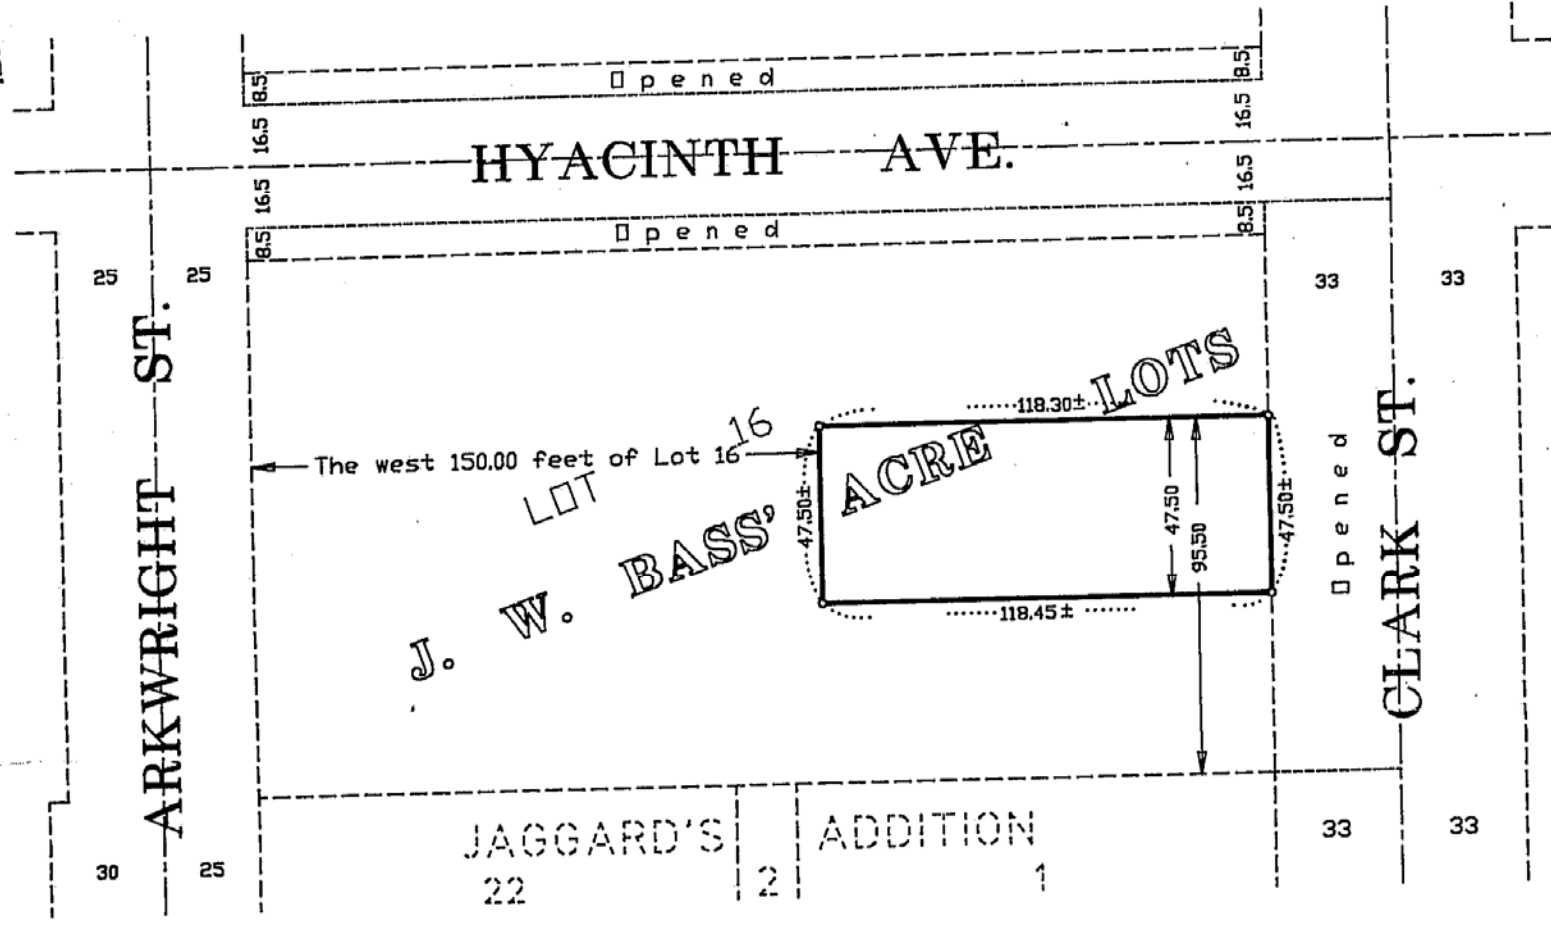 Opened
8.5
8.5
16.5
16.5
HYACINTH AVE.
16.5
16.5
Opened
8.5
8.5
25
25
33
33
ARKWRIGHT ST.
CLARK ST.
Opened
J. W. BASS' ACRE LOTS
LOT 16
The west 150.00 feet of Lot 16
118.30±
47.50±
47.50
95.50
47.50±
118.45±
JAGGARD'S ADDITION
22
2
1
30
25
33
33